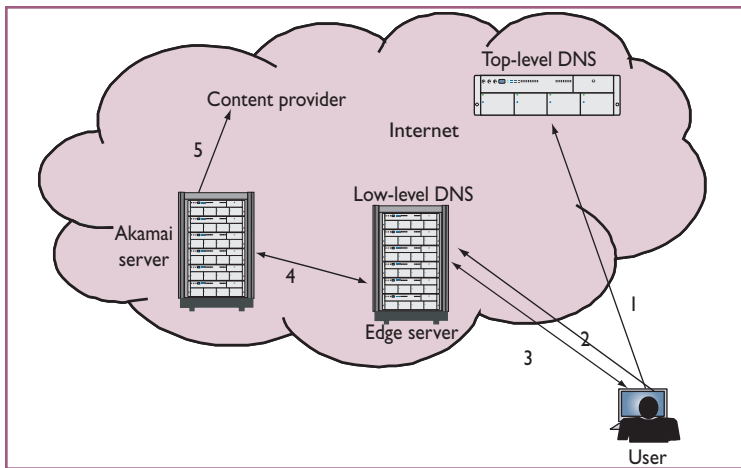 Top-level DNS
Content provider
Internet
5
Low-level DNS
Akamai
server
4
1
Edge server
2
3
User